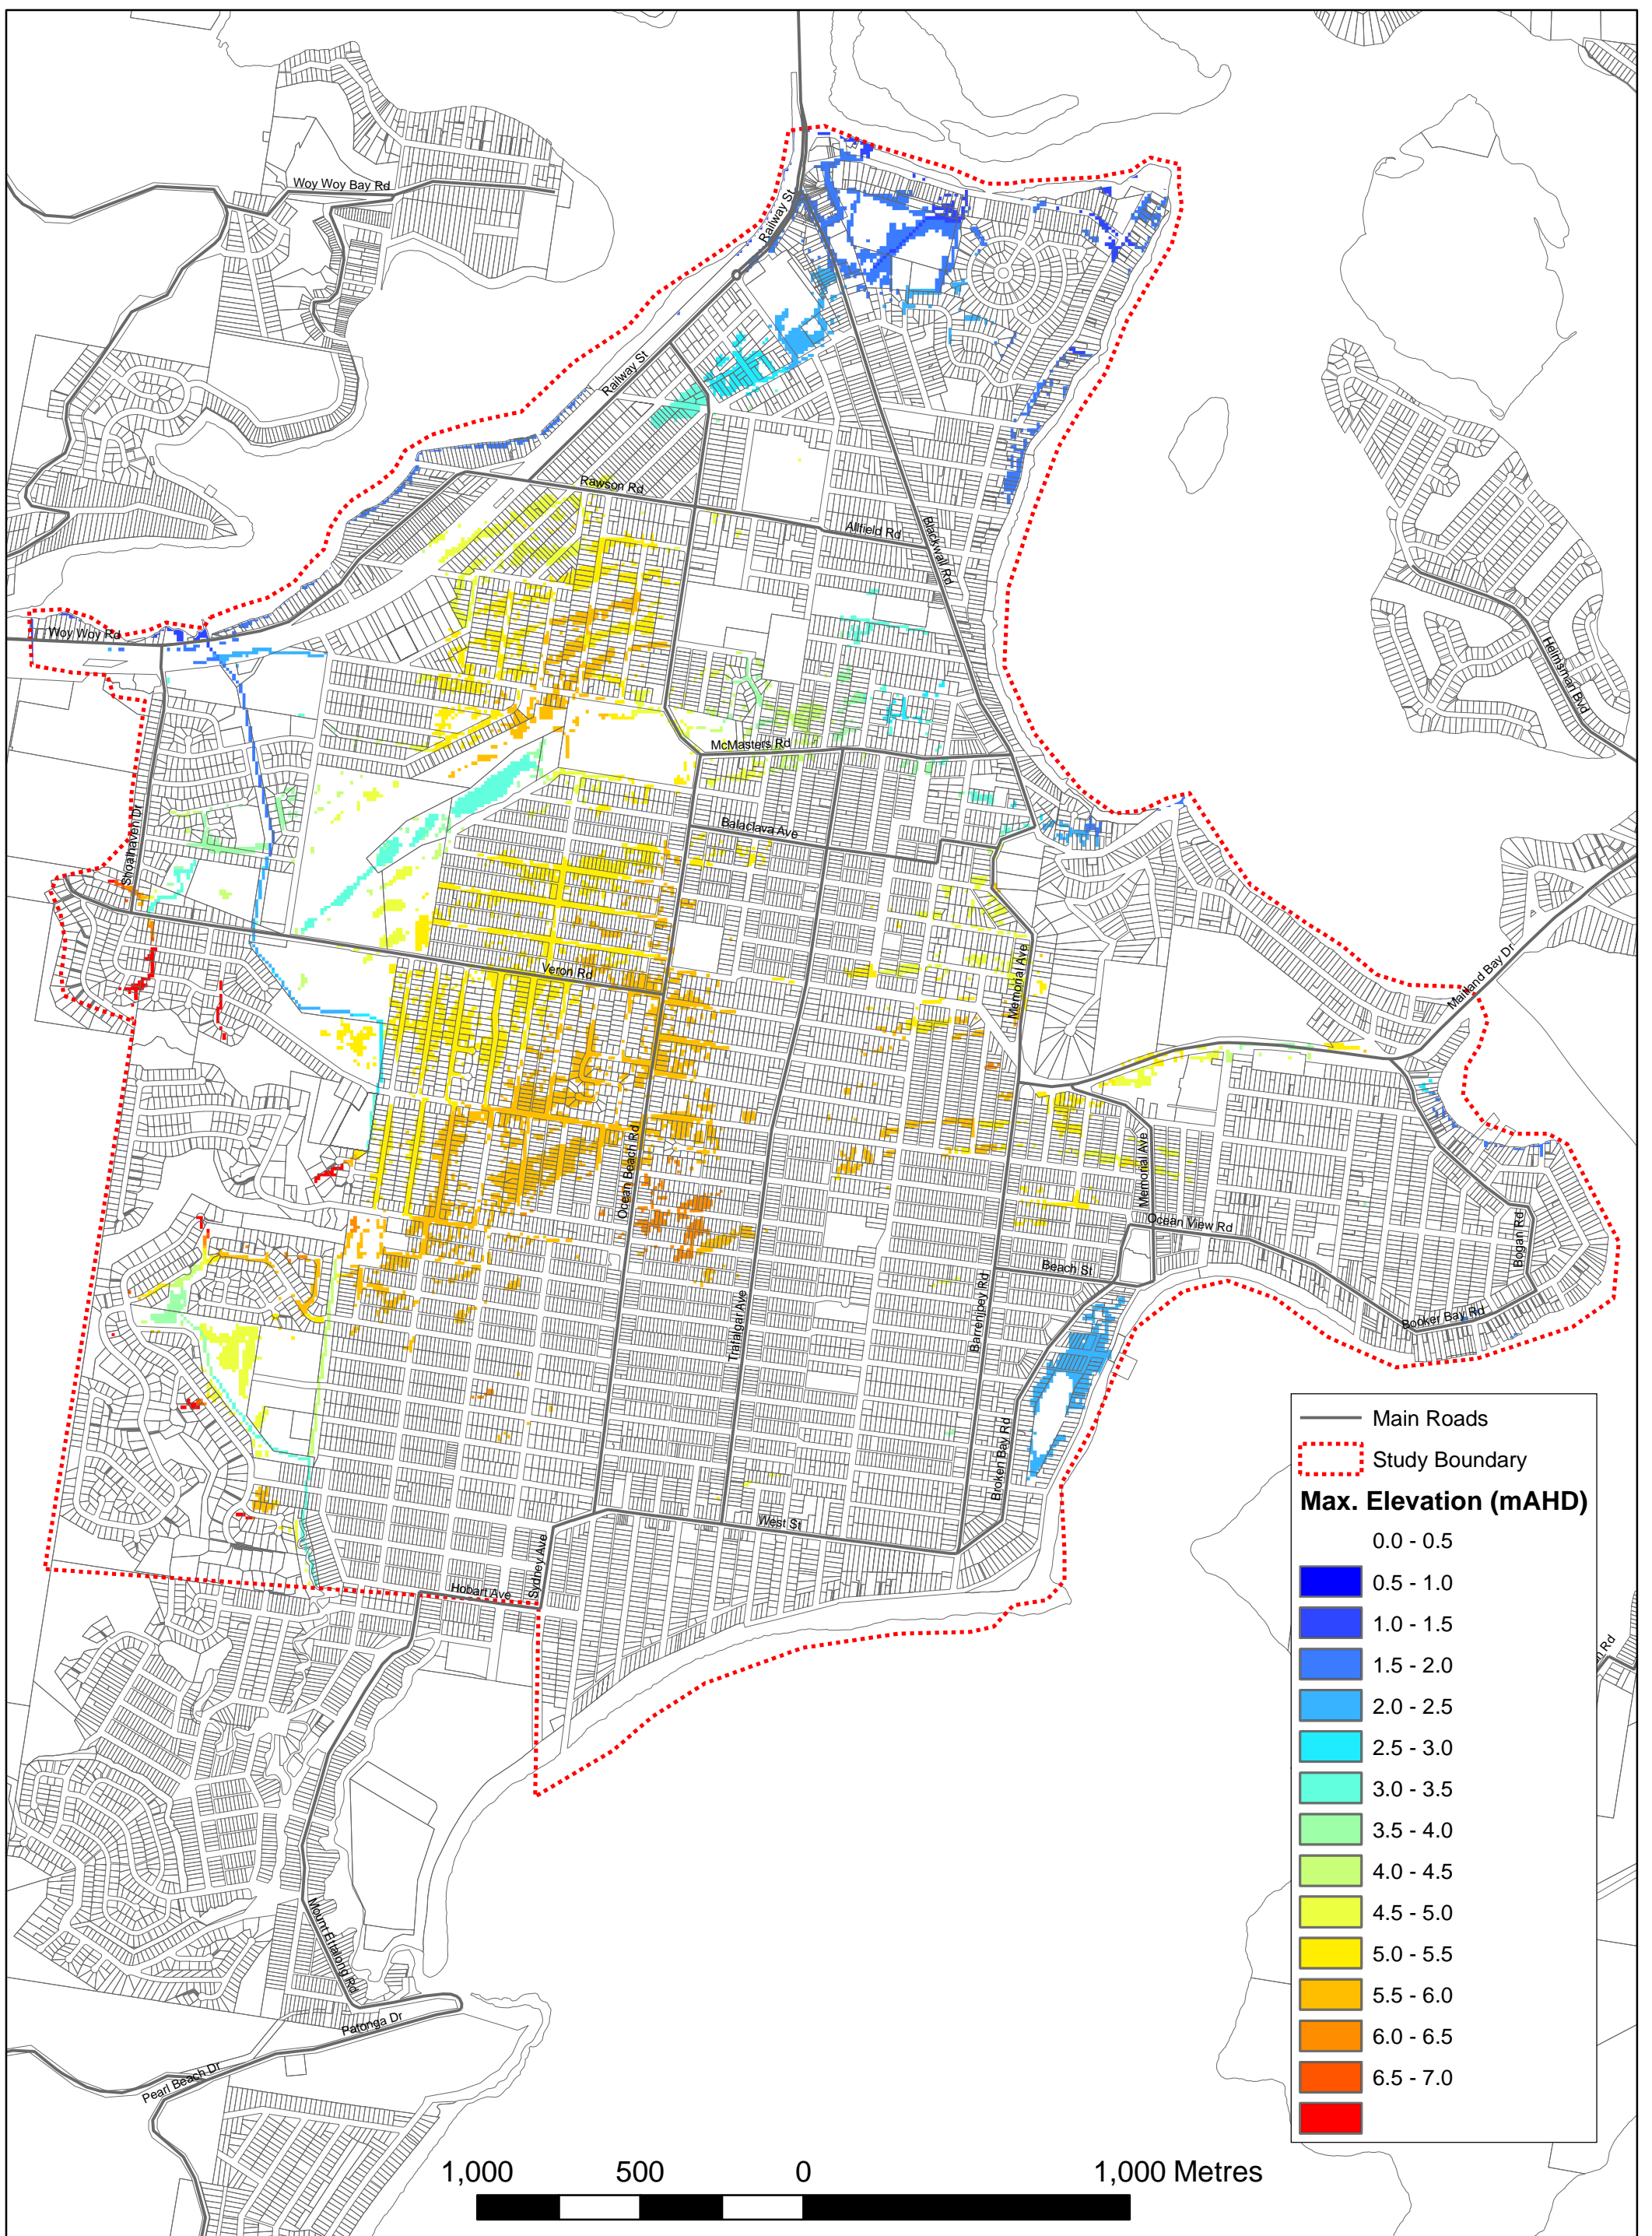 Woy Woy Bay Rd
Railway St
Railway St
Rawson Rd
Allfield Rd
Blackwall Rd
Woy Woy Rd
Helmsman Blvd
McMasters Rd
Shoalhaven Dr
Balaclava Ave
Veron Rd
Memorial Ave
Maitland Bay Dr
Ocean Beach Rd
Memorial Ave
Ocean View Rd
Bogan Rd
Beach St
Trafalgar Ave
Barrenjoey Rd
Booker Bay Rd
Broken Bay Rd
West St
Sydney Ave
Hobart Ave
Mount Ettalong Rd
Patonga Dr
Pearl Beach Dr
Main Roads
Study Boundary
Max. Elevation (mAHD)
0.0 - 0.5
0.5 - 1.0
1.0 - 1.5
1.5 - 2.0
2.0 - 2.5
2.5 - 3.0
3.0 - 3.5
3.5 - 4.0
4.0 - 4.5
4.5 - 5.0
5.0 - 5.5
5.5 - 6.0
6.0 - 6.5
6.5 - 7.0
Rd
1,000 500 0 1,000 Metres